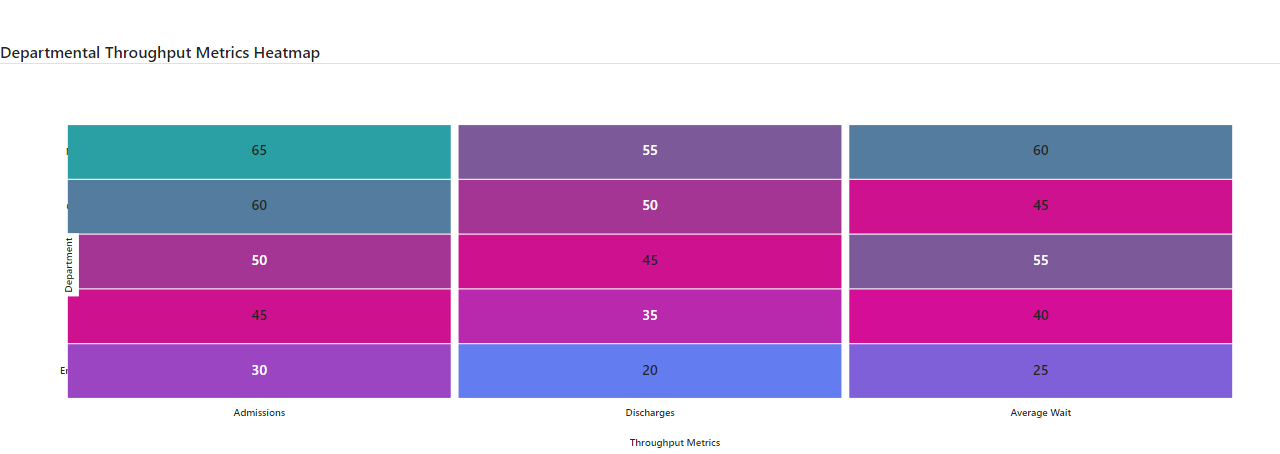 Departmental Throughput Metrics Heatmap
65 55 60
60 50 45
Department
50 45 55
45 35 40
30 20 25
Admissions Discharges Average Wait
Throughput Metrics